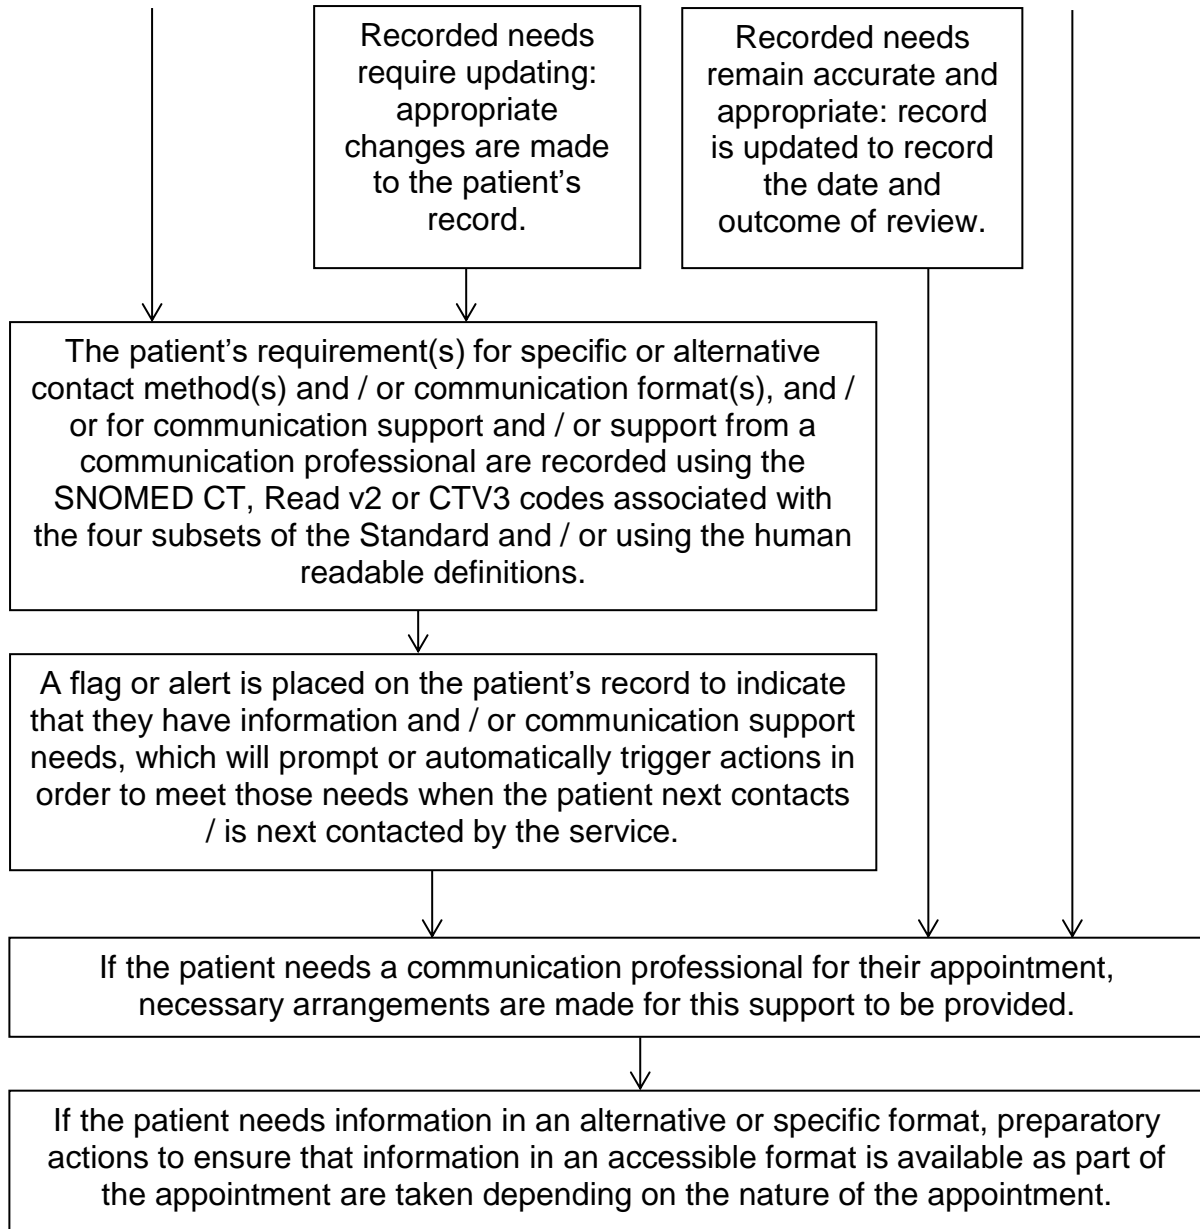 Recorded needs
require updating:
appropriate
changes are made
to the patient's
record.
Recorded needs
remain accurate and
appropriate: record
is updated to record
the date and
outcome of review.
The patient's requirement(s) for specific or alternative
contact method(s) and / or communication format(s), and /
or for communication support and / or support from a
communication professional are recorded using the
SNOMED CT, Read v2 or CTV3 codes associated with
the four subsets of the Standard and / or using the human
readable definitions.
A flag or alert is placed on the patient's record to indicate
that they have information and / or communication support
needs, which will prompt or automatically trigger actions in
order to meet those needs when the patient next contacts
/ is next contacted by the service.
If the patient needs a communication professional for their appointment,
necessary arrangements are made for this support to be provided.
If the patient needs information in an alternative or specific format, preparatory
actions to ensure that information in an accessible format is available as part of
the appointment are taken depending on the nature of the appointment.